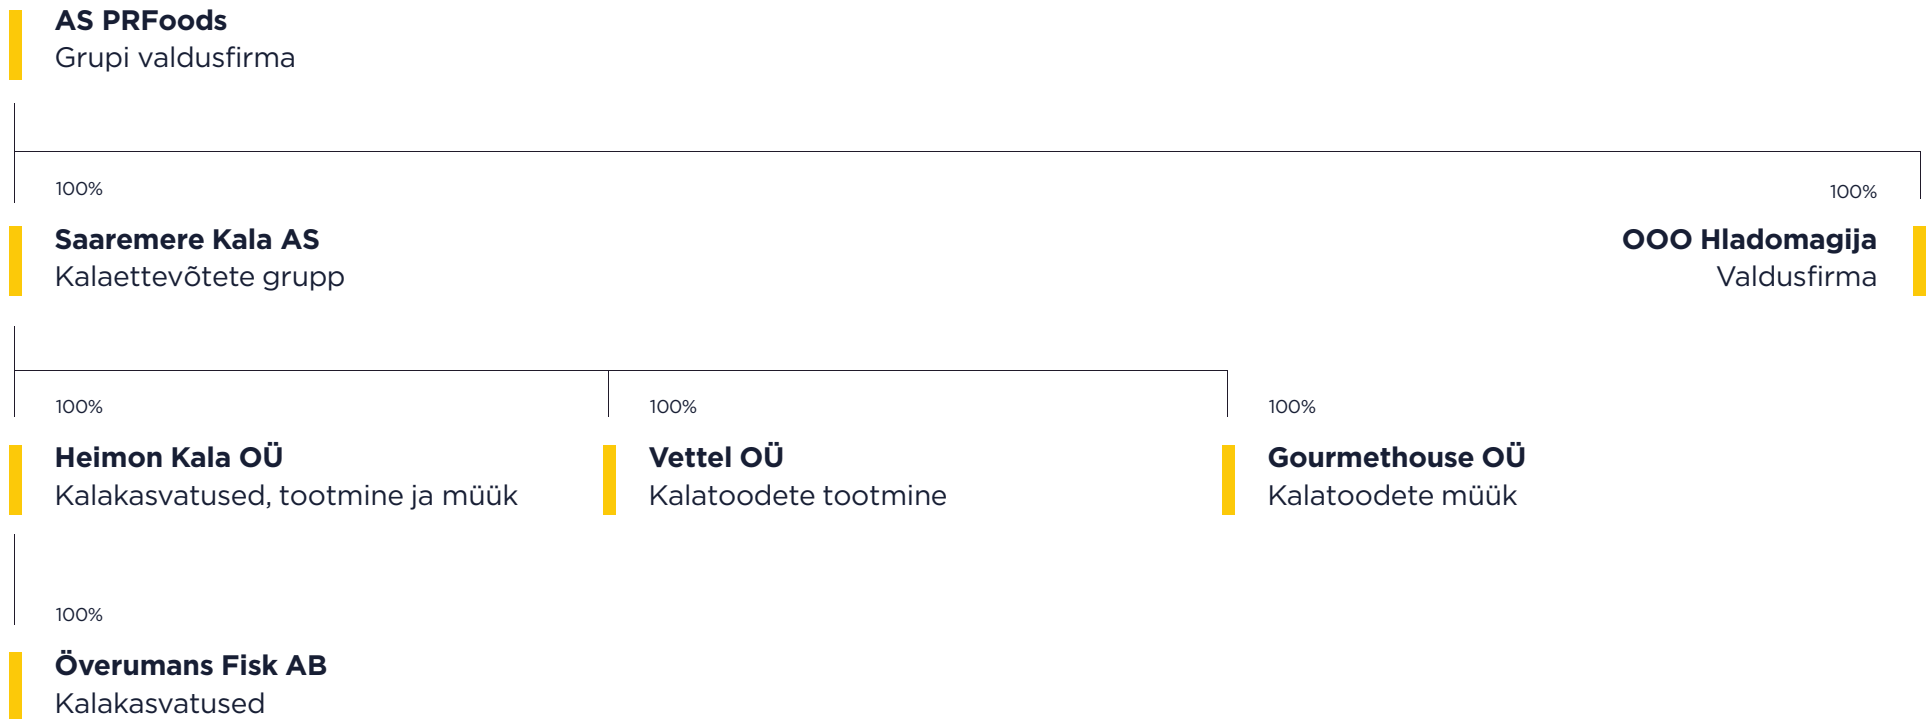 AS PRFoods
Grupi valdusfirma
100%
Saaremere Kala AS
Kalaettevõtete grupp
100%
OOO Hladomagija
Valdusfirma
100%
Heimon Kala OÜ
Kalakasvatused, tootmine ja müük
100%
Vettel OÜ
Kalatoodete tootmine
100%
Gourmethouse OÜ
Kalatoodete müük
100%
Överumans Fisk AB
Kalakasvatused